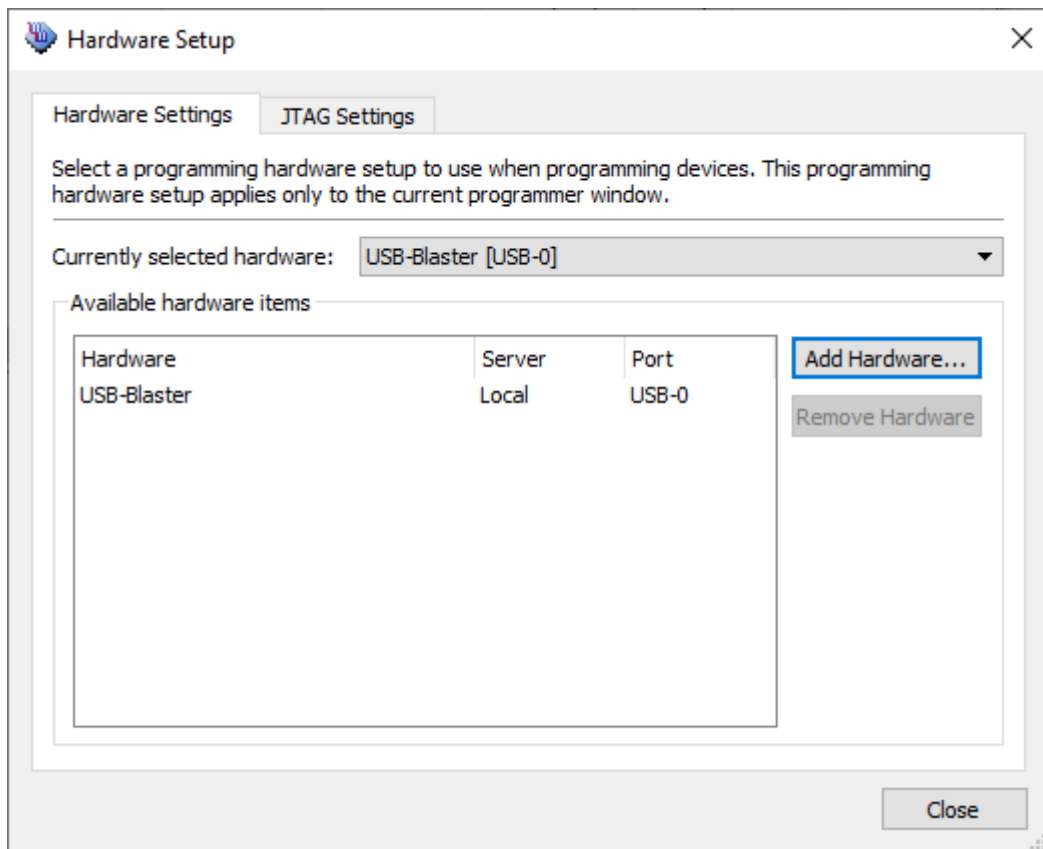 Hardware Setup
Hardware Settings
JTAG Settings
Select a programming hardware setup to use when programming devices. This programming
hardware setup applies only to the current programmer window.
Currently selected hardware: USB-Blaster [USB-0]
Available hardware items
Hardware Server Port
USB-Blaster Local USB-0
Add Hardware...
Remove Hardware
Close